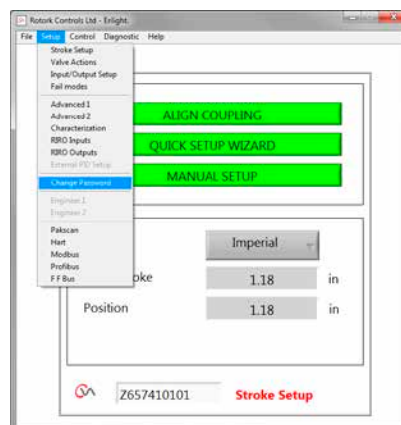 Rotork Controls Ltd - Enlight.
File Setup Control Diagnostic Help
Stroke Setup
Valve Actions
Input/Output Setup
Fail modes
Advanced 1
Advanced 2
Characterization
RIRO Inputs
RIRO Outputs
External PID Setup
Change Password
Engineer 1
Engineer 2
Pakscan
Hart
Modbus
Profibus
F F Bus
ALIGN COUPLING
QUICK SETUP WIZARD
MANUAL SETUP
Imperial
oke 1.18 in
Position 1.18 in
Z657410101 Stroke Setup